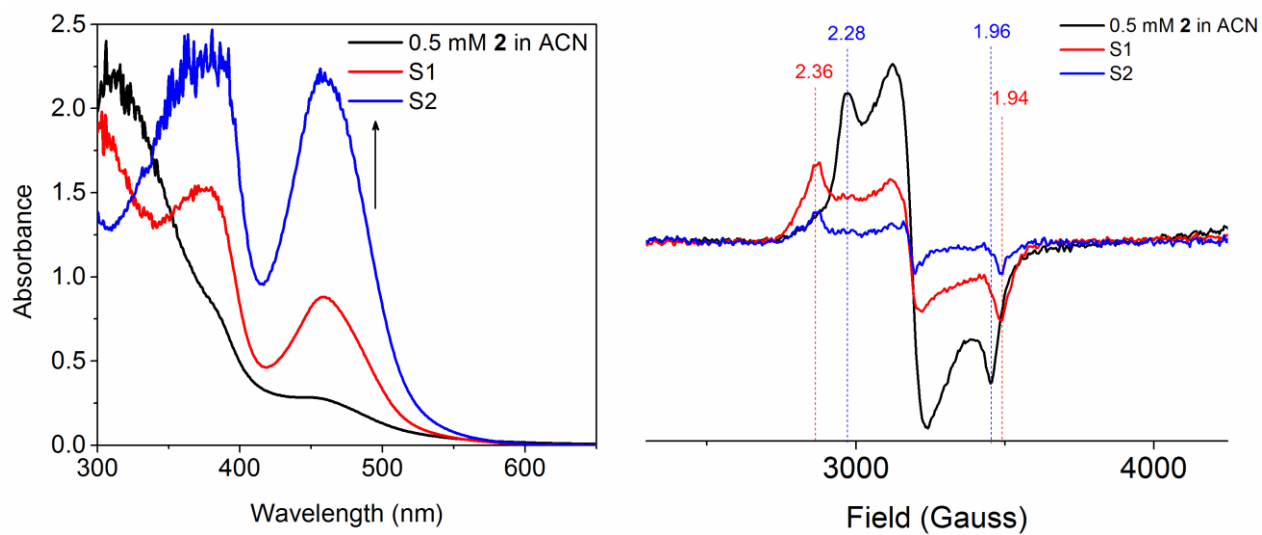 2.5
2.0
1.5
1.0
0.5
0.0
Absorbance
300
400
500
600
Wavelength (nm)
0.5 mM 2 in ACN
S1
S2
0.5 mM 2 in ACN
S1
S2
2.28
1.96
2.36
1.94
3000
4000
Field (Gauss)